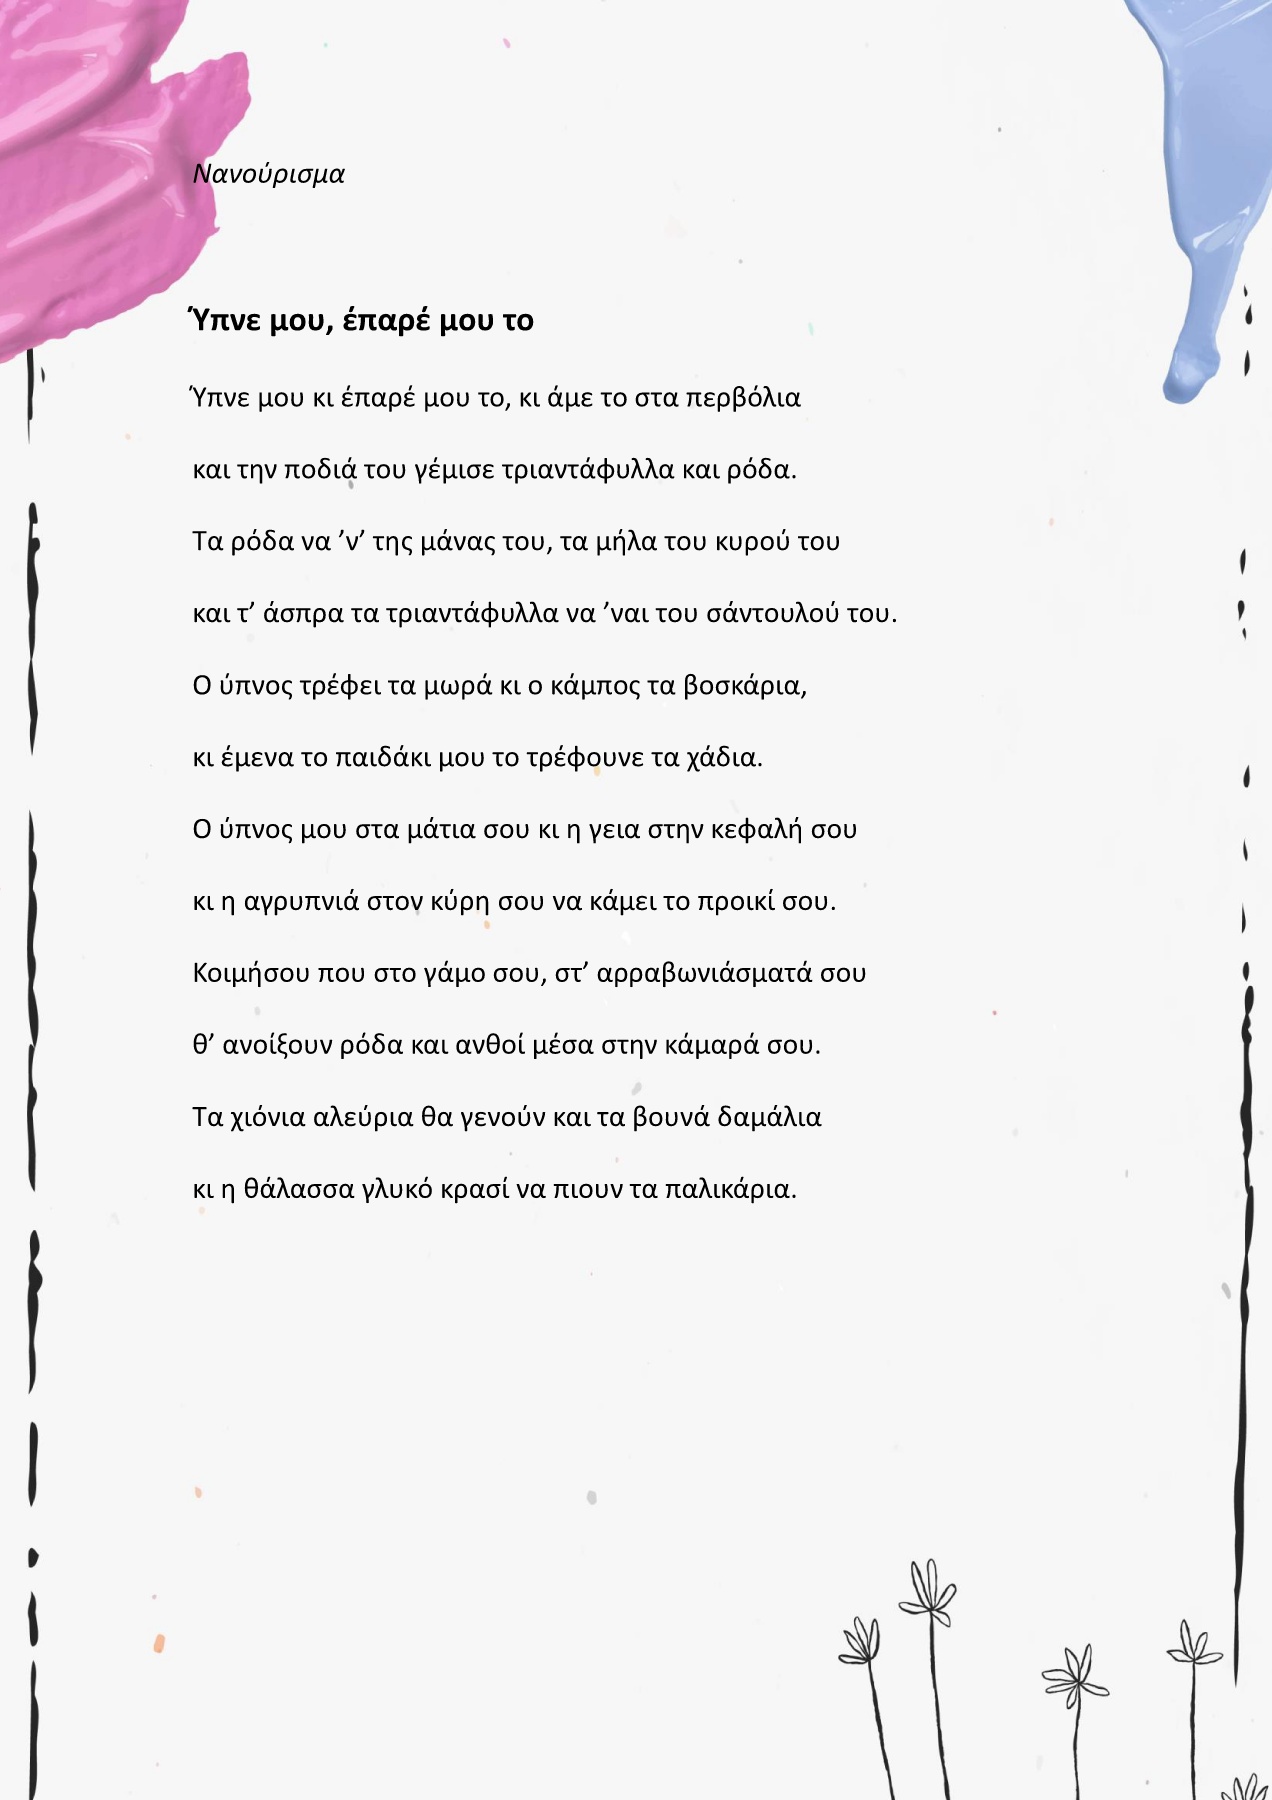 Νανούρισμα
Ύπνε μου, έπαρέ μου το
Ύπνε μου κι έπαρέ μου το, κι άμε το στα περβόλια
και την ποδιά του γέμισε τριαντάφυλλα και ρόδα.
Τα ρόδα να ’ν’ της μάνας του, τα μήλα του κυρού του
και τ’ άσπρα τα τριαντάφυλλα να ’ναι του σάντουλού του.
Ο ύπνος τρέφει τα μωρά κι ο κάμπος τα βοσκάρια,
κι έμενα το παιδάκι μου το τρέφουνε τα χάδια.
Ο ύπνος μου στα μάτια σου κι η γεια στην κεφαλή σου
κι η αγρυπνιά στον κύρη σου να κάμει το προικί σου.
Κοιμήσου που στο γάμο σου, στ’ αρραβωνιάσματά σου
θ’ ανοίξουν ρόδα και ανθοί μέσα στην κάμαρά σου.
Τα χιόνια αλεύρια θα γενούν και τα βουνά δαμάλια
κι η θάλασσα γλυκό κρασί να πιουν τα παλικάρια.